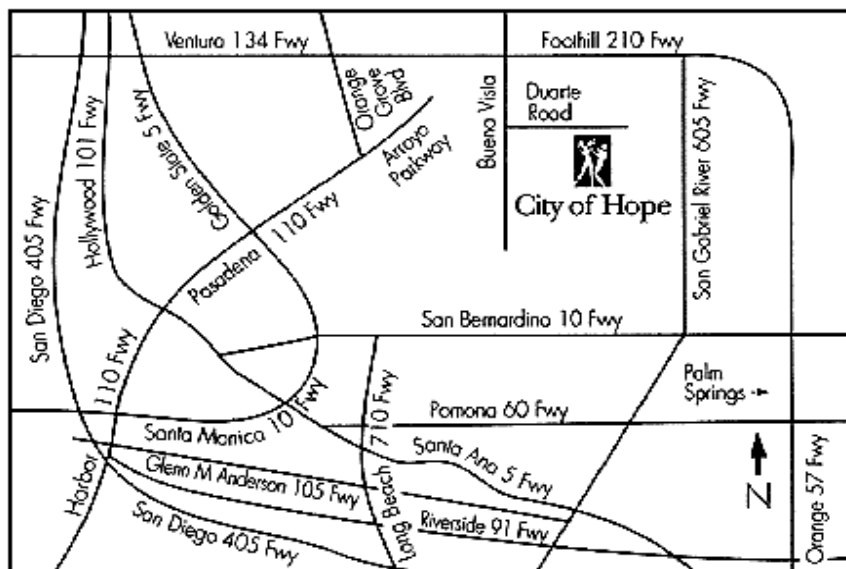 Ventura 134 Fwy
Foothill 210 Fwy
Orange
Grove
Blvd
Buena Vista
Duarte
Road
Arroyo
Parkway
City of Hope
San Gabriel River 605 Fwy
Hollywood 101 Fwy
Golden State 5 Fwy
San Diego 405 Fwy
Pasadena 110 Fwy
San Bernardino 10 Fwy
110 Fwy
Palm
Springs
Santa Monica 10 Fwy
710 Fwy
Pomona 60 Fwy
Santa Ana 5 Fwy
Glenn M Anderson 105 Fwy
Harbor
San Diego 405 Fwy
Long Beach
Riverside 91 Fwy
N
Orange 57 Fwy